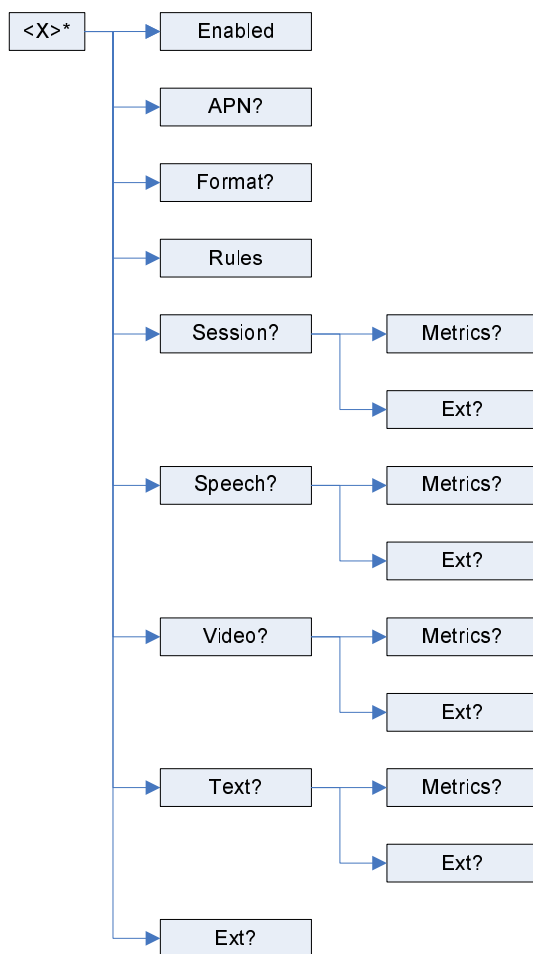 <X>*
Enabled
APN?
Format?
Rules
Session?
Metrics?
Ext?
Speech?
Metrics?
Ext?
Video?
Metrics?
Ext?
Text?
Metrics?
Ext?
Ext?